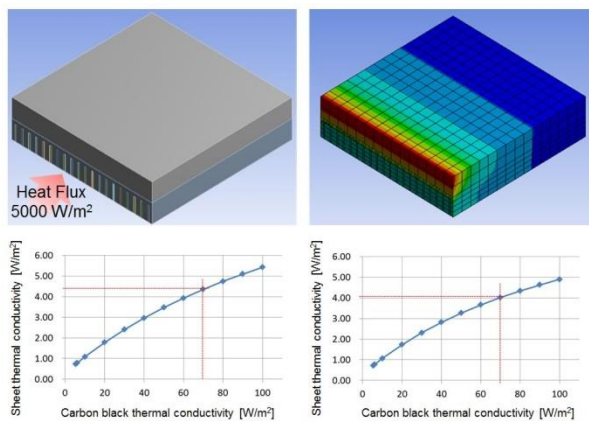 Heat Flux
5000 W/m²
Sheet thermal conductivity [W/m²]
6.00
5.00
4.00
3.00
2.00
1.00
0.00
0 20 40 60 80 100
Carbon black thermal conductivity [W/m²]
Sheet thermal conductivity [W/m²]
6.00
5.00
4.00
3.00
2.00
1.00
0.00
0 20 40 60 80 100
Carbon black thermal conductivity [W/m²]